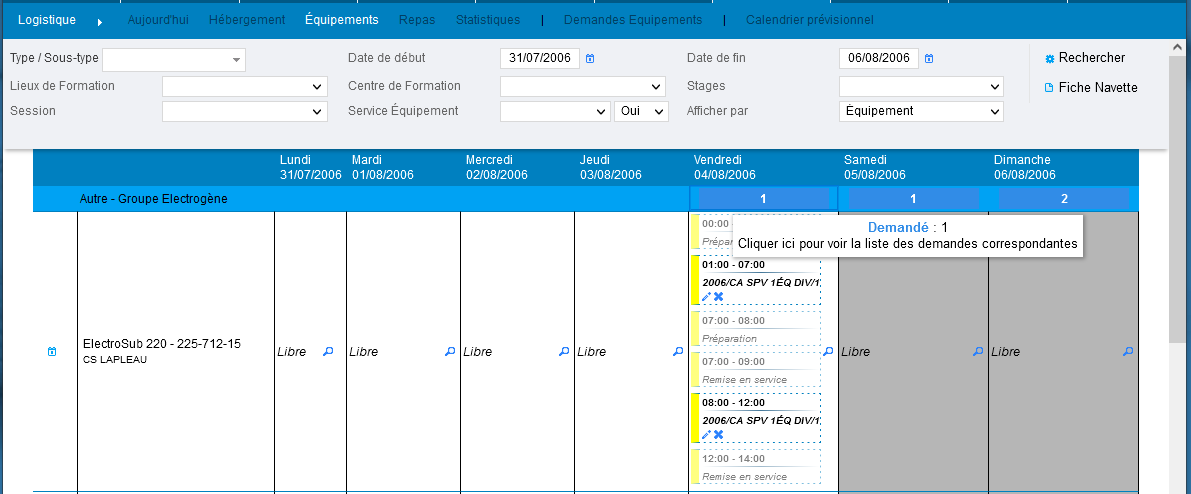 Logistique Aujourd'hui Hébergement Équipements Repas Statistiques | Demandes Equipements | Calendrier prévisionnel
Type / Sous-type Date de début 31/07/2006 Date de fin 06/08/2006 Rechercher
Lieux de Formation Centre de Formation Stages Fiche Navette
Session Service Équipement Oui Afficher par Équipement
Lundi Mardi Mercredi Jeudi Vendredi Samedi Dimanche
31/07/2006 01/08/2006 02/08/2006 03/08/2006 04/08/2006 05/08/2006 06/08/2006
Autre - Groupe Electrogène 1 1 2
00:00 -
Prépar
Demandé : 1
Cliquer ici pour voir la liste des demandes correspondantes
01:00 - 07:00
2006/CA SPV 1ÉQ DIV/1
07:00 - 08:00
Préparation
ElectroSub 220 - 225-712-15
CS LAPLEAU
Libre Libre Libre Libre Libre Libre
07:00 - 09:00
Remise en service
08:00 - 12:00
2006/CA SPV 1ÉQ DIV/1
12:00 - 14:00
Remise en service